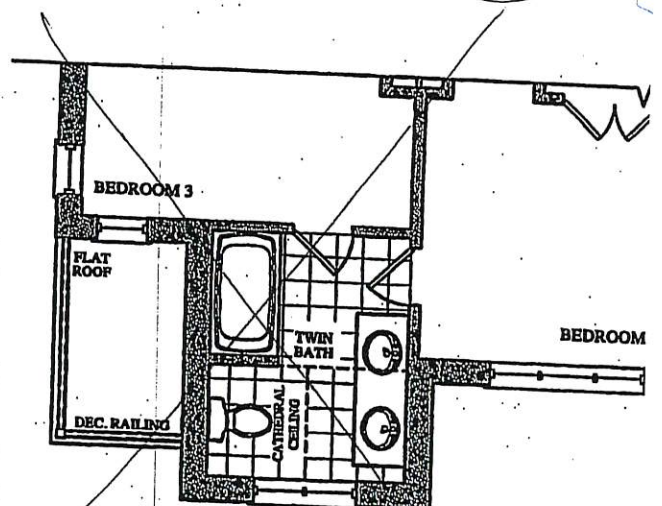 BEDROOM 3
FLAT
ROOF
TWIN
BATH
BEDROOM
CATHEDRAL
CEILING
DEC. RAILING